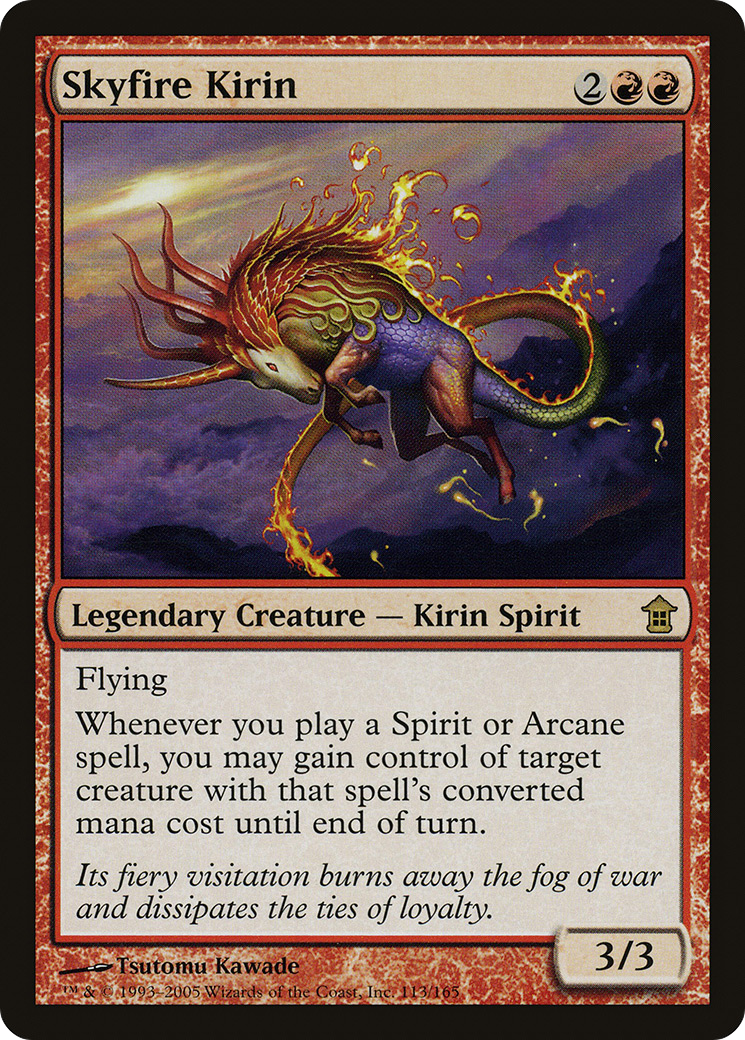 Skyfire Kirin 2
Legendary Creature — Kirin Spirit
Flying
Whenever you play a Spirit or Arcane
spell, you may gain control of target
creature with that spell's converted
mana cost until end of turn.
Its fiery visitation burns away the fog of war
and dissipates the ties of loyalty.
3/3
Tsutomu Kawade
™ & © 1993–2005 Wizards of the Coast, Inc. 113/165